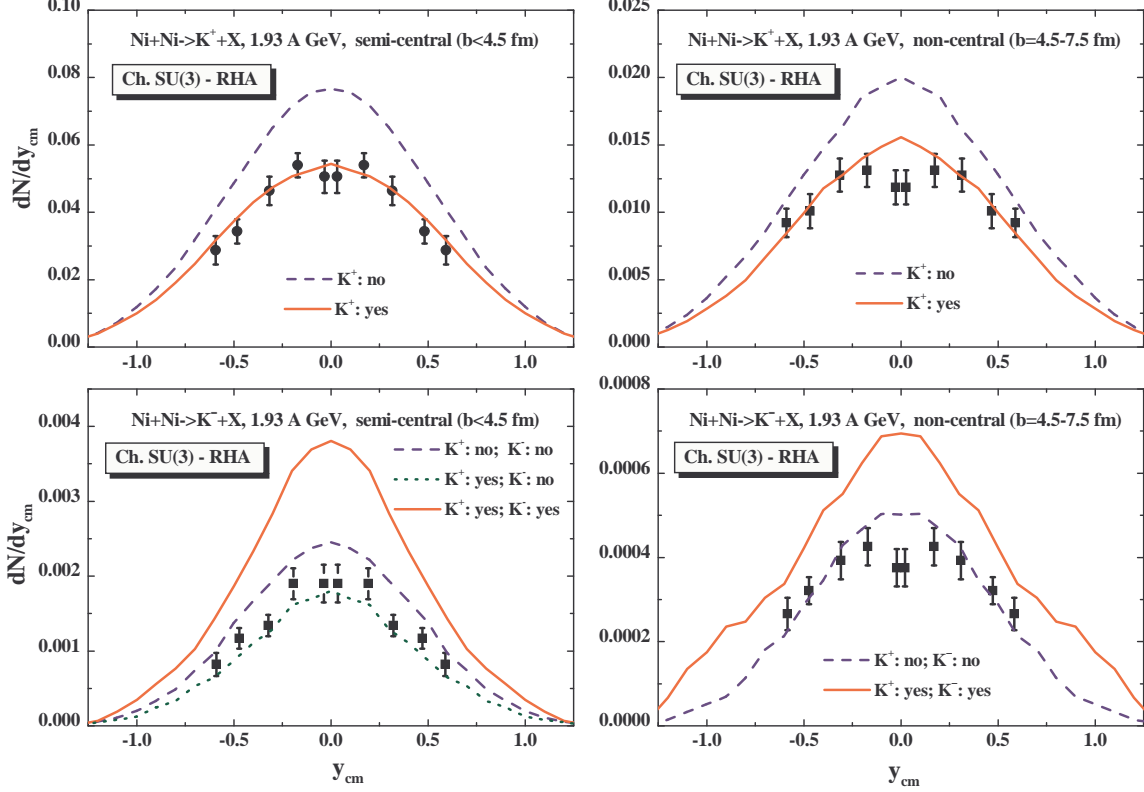 Ni+Ni->K⁺+X, 1.93 A GeV, semi-central (b<4.5 fm)
Ch. SU(3) - RHA
dN/dy_cm
0.10
0.08
0.06
0.04
0.02
0.00
K⁺: no
K⁺: yes
-1.0 -0.5 0.0 0.5 1.0
Ni+Ni->K⁺+X, 1.93 A GeV, non-central (b=4.5-7.5 fm)
Ch. SU(3) - RHA
0.025
0.020
0.015
0.010
0.005
0.000
K⁺: no
K⁺: yes
-1.0 -0.5 0.0 0.5 1.0
Ni+Ni->K⁻+X, 1.93 A GeV, semi-central (b<4.5 fm)
Ch. SU(3) - RHA
K⁺: no; K⁻: no
K⁺: yes; K⁻: no
K⁺: yes; K⁻: yes
dN/dy_cm
0.004
0.003
0.002
0.001
0.000
-1.0 -0.5 0.0 0.5 1.0
y_cm
Ni+Ni->K⁻+X, 1.93 A GeV, non-central (b=4.5-7.5 fm)
Ch. SU(3) - RHA
0.0008
0.0006
0.0004
0.0002
0.0000
K⁺: no; K⁻: no
K⁺: yes; K⁻: yes
-1.0 -0.5 0.0 0.5 1.0
y_cm